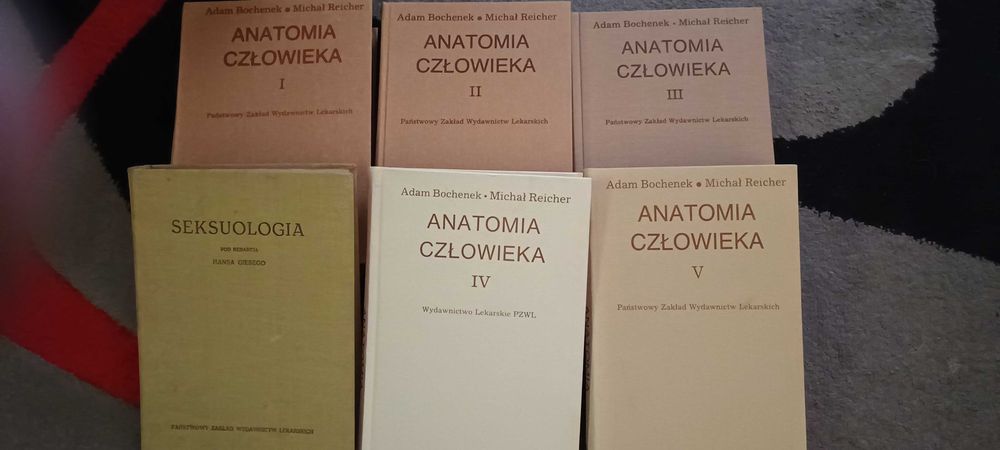 Adam Bochenek • Michał Reicher
ANATOMIA
CZŁOWIEKA
I
Państwowy Zakład Wydawnictw Lekarskich
Adam Bochenek • Michał Reicher
ANATOMIA
CZŁOWIEKA
II
Państwowy Zakład Wydawnictw Lekarskich
Adam Bochenek • Michał Reicher
ANATOMIA
CZŁOWIEKA
III
Państwowy Zakład Wydawnictw Lekarskich
SEKSUOLOGIA
POD REDAKCJĄ
HANSA GIESEGO
PAŃSTWOWY ZAKŁAD WYDAWNICTW LEKARSKICH
Adam Bochenek • Michał Reicher
ANATOMIA
CZŁOWIEKA
IV
Wydawnictwo Lekarskie PZWL
Adam Bochenek • Michał Reicher
ANATOMIA
CZŁOWIEKA
V
Państwowy Zakład Wydawnictw Lekarskich